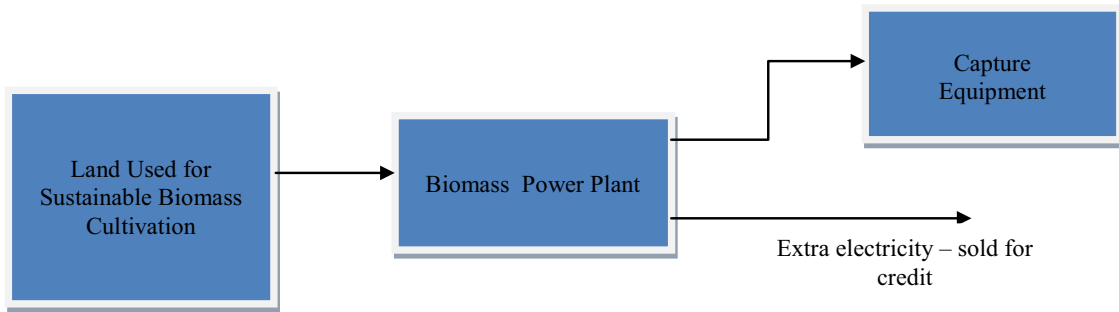 Land Used for
Sustainable Biomass
Cultivation
Biomass Power Plant
Capture
Equipment
Extra electricity – sold for
credit